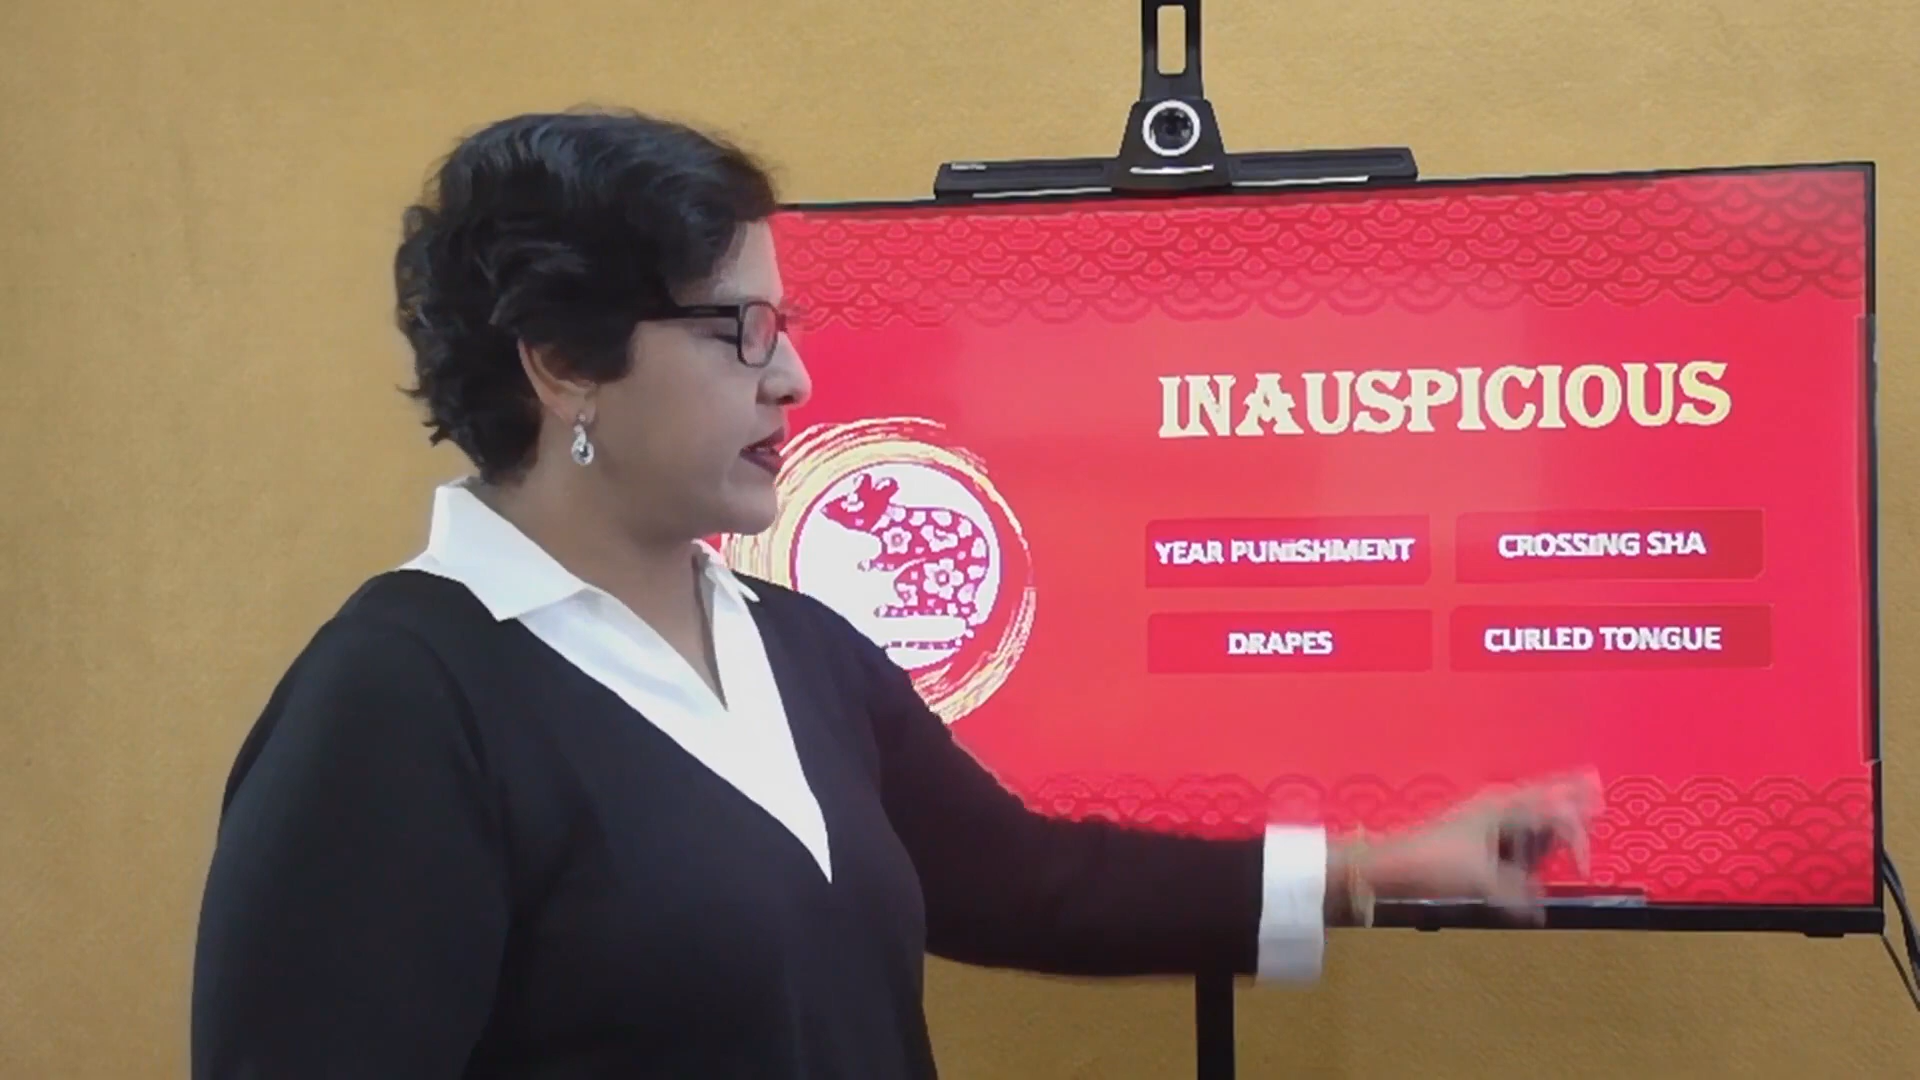 INAUSPICIOUS
YEAR PUNISHMENT
CROSSING SHA
DRAPES
CURLED TONGUE